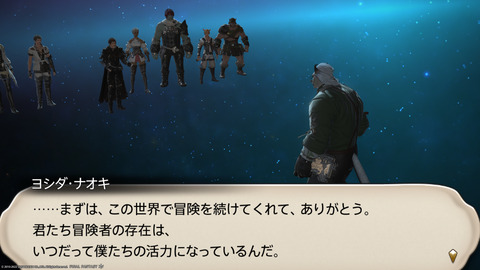 ヨシダ・ナオキ
……まずは、この世界で冒険を続けてくれて、ありがとう。
君たち冒険者の存在は、
いつだって僕たちの活力になっているんだ。
FINAL FANTASY XIV